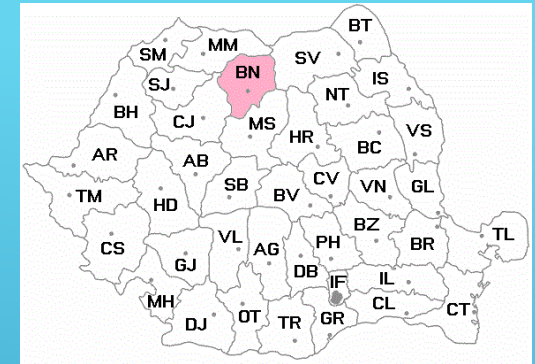 BT
MM
SM
SV
BN
IS
SJ
NT
BH
CJ
MS
VS
HR
BC
AR
AB
CV
SB
VN
GL
TM
HD
BV
BZ
TL
VL
PH
BR
CS
AG
GJ
DB
IF
IL
MH
CL
CT
OT
GR
DJ
TR